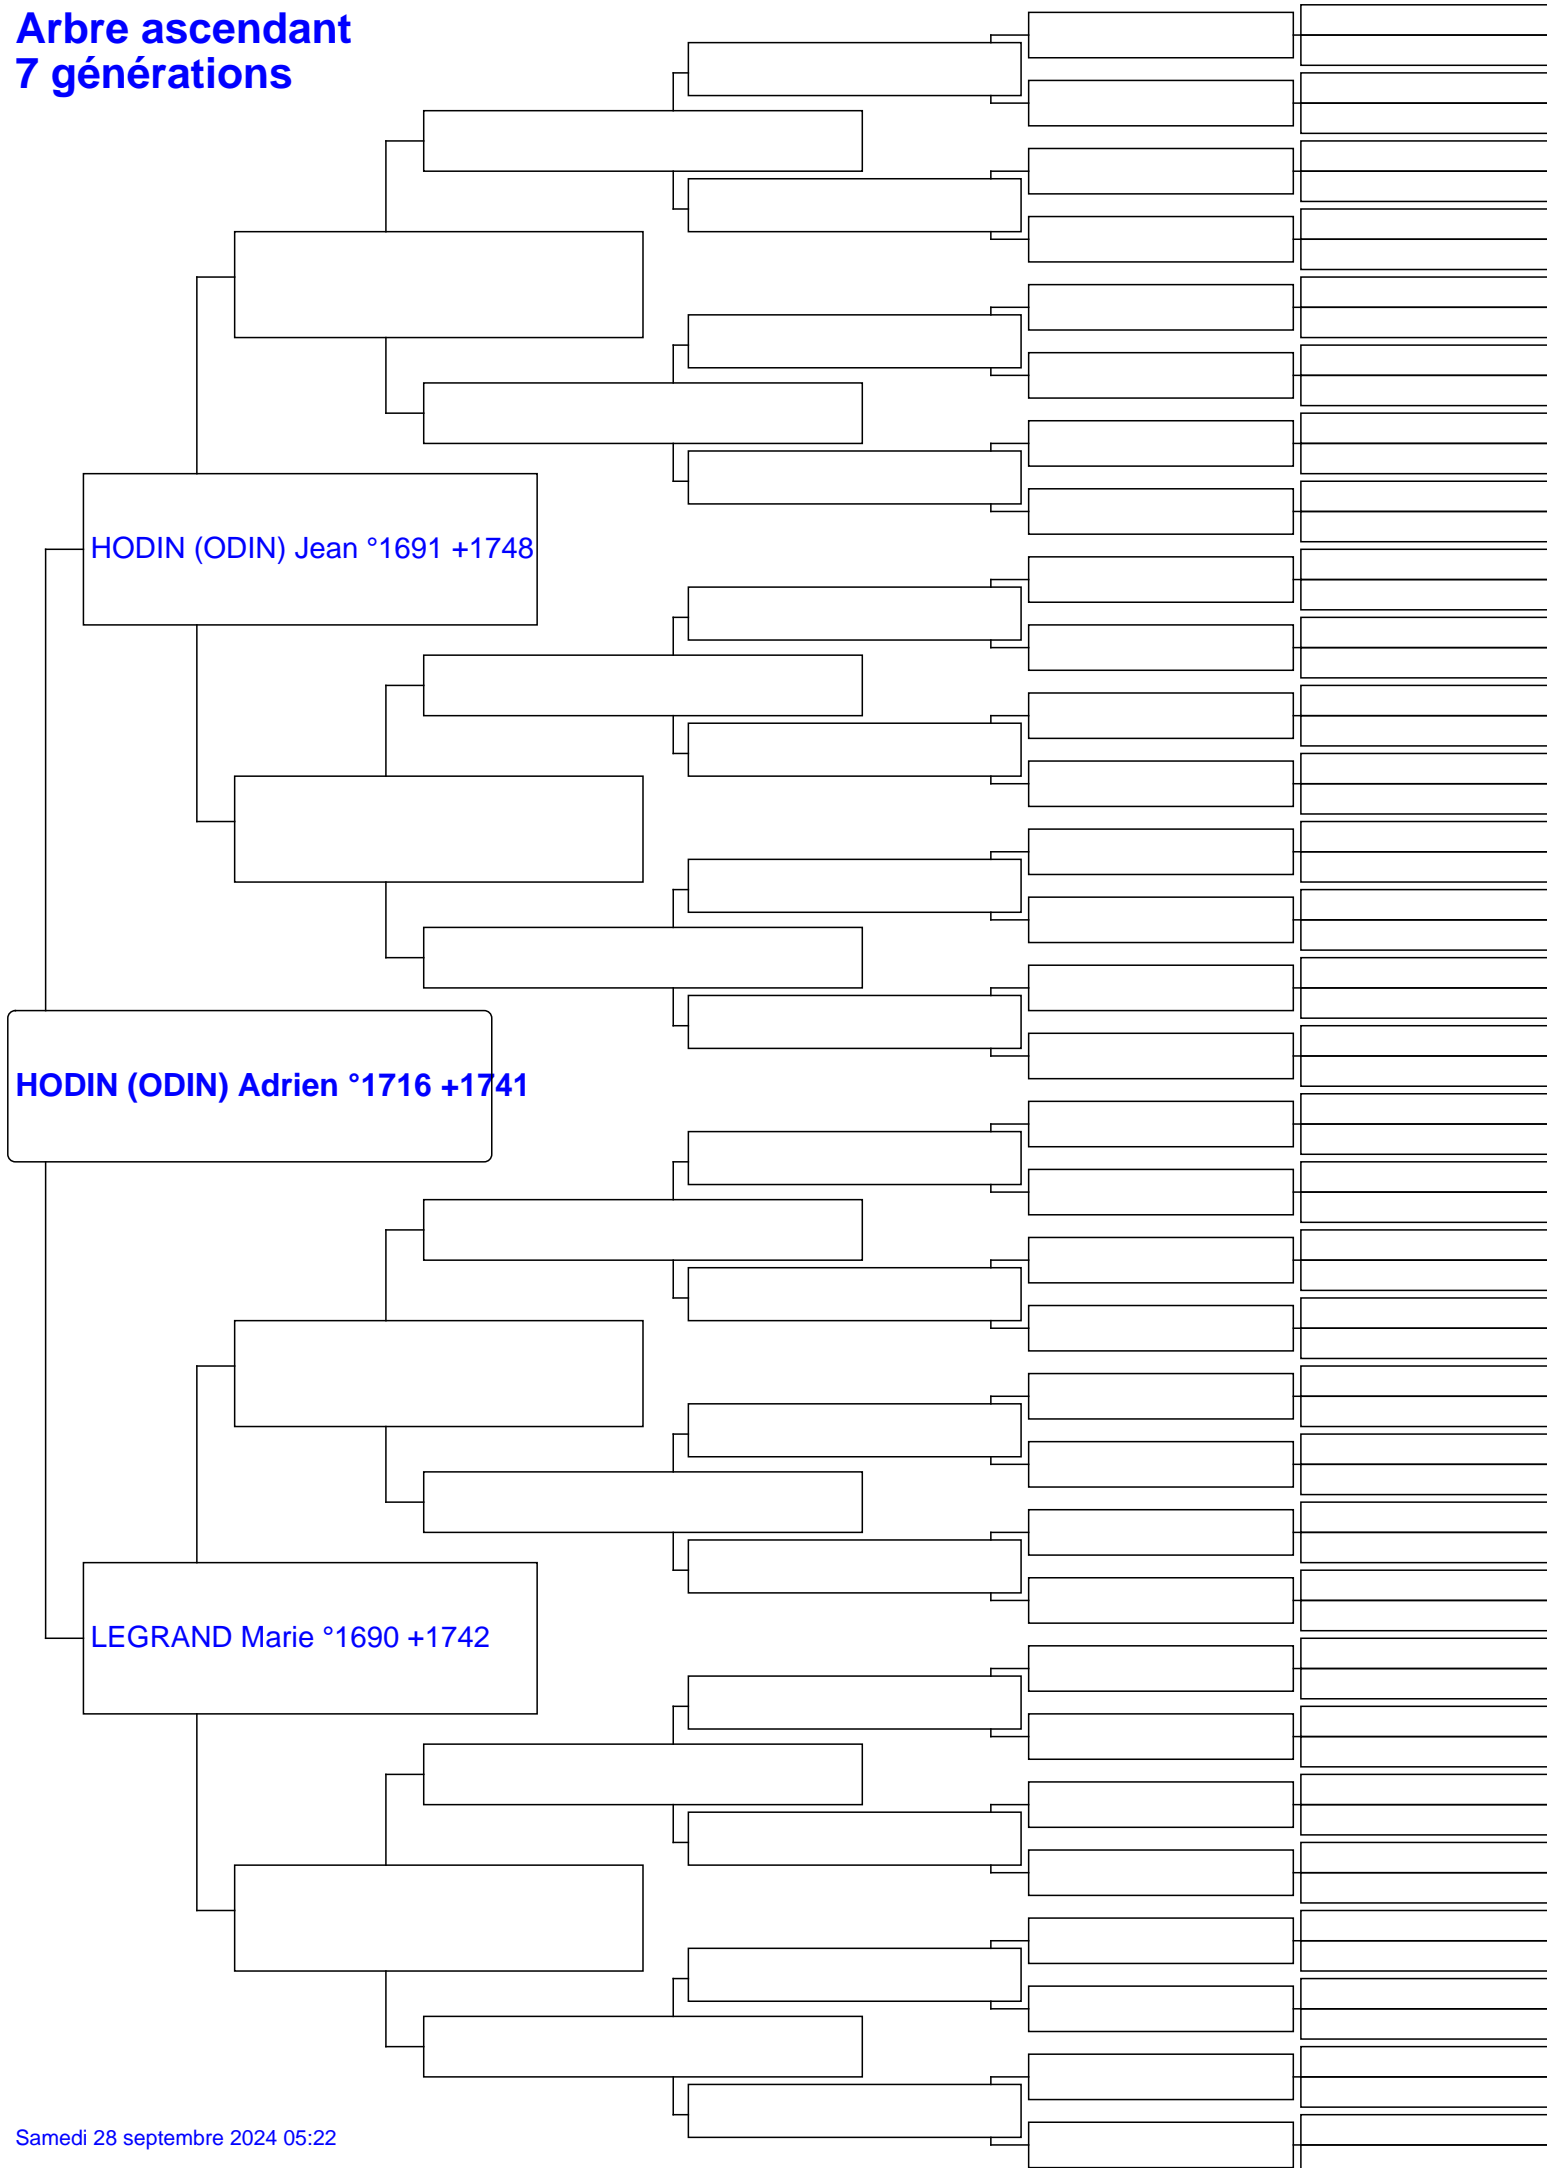 Arbre ascendant
7 générations
HODIN (ODIN) Jean °1691 +1748
HODIN (ODIN) Adrien °1716 +1741
LEGRAND Marie °1690 +1742
Samedi 28 septembre 2024 05:22